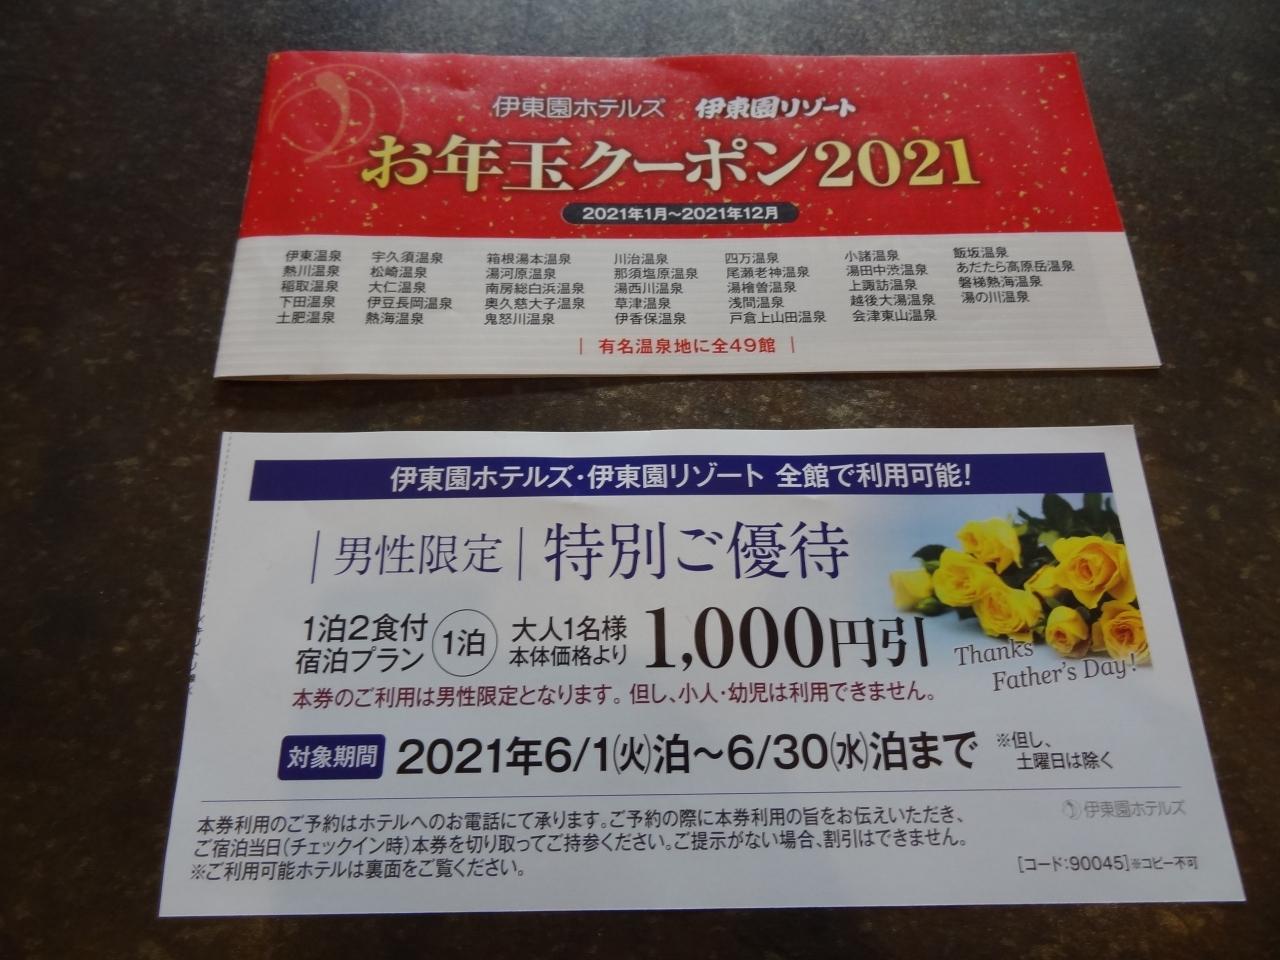 伊東園ホテルズ 伊東園リゾート
お年玉クーポン2021
2021年1月～2021年12月
伊東温泉 宇久須温泉 箱根湯本温泉 川治温泉 四万温泉 小諸温泉 飯坂温泉
熱川温泉 松崎温泉 湯河原温泉 那須塩原温泉 尾瀬老神温泉 湯田中渋温泉 あだたら高原岳温泉
稲取温泉 大仁温泉 南房総白浜温泉 湯西川温泉 湯檜曽温泉 上諏訪温泉 磐梯熱海温泉
下田温泉 伊豆長岡温泉 奥久慈大子温泉 草津温泉 浅間温泉 越後大湯温泉 湯の川温泉
土肥温泉 熱海温泉 鬼怒川温泉 伊香保温泉 戸倉上山田温泉 会津東山温泉
| 有名温泉地に全49館 |
伊東園ホテルズ・伊東園リゾート 全館で利用可能!
|男性限定| 特別ご優待
1泊2食付
宿泊プラン
1泊
大人1名様
本体価格より
1,000円引
Thanks
Father's Day!
本券のご利用は男性限定となります。但し、小人・幼児は利用できません。
対象期間 2021年6/1(火)泊～6/30(水)泊まで
※但し、
土曜日は除く
伊東園ホテルズ
本券利用のご予約はホテルへのお電話にて承ります。ご予約の際に本券利用の旨をお伝えいただき、
ご宿泊当日(チェックイン時)本券を切り取ってご持参ください。ご提示がない場合、割引はできません。
※ご利用可能ホテルは裏面をご覧ください。
[コード:90045]※コピー不可